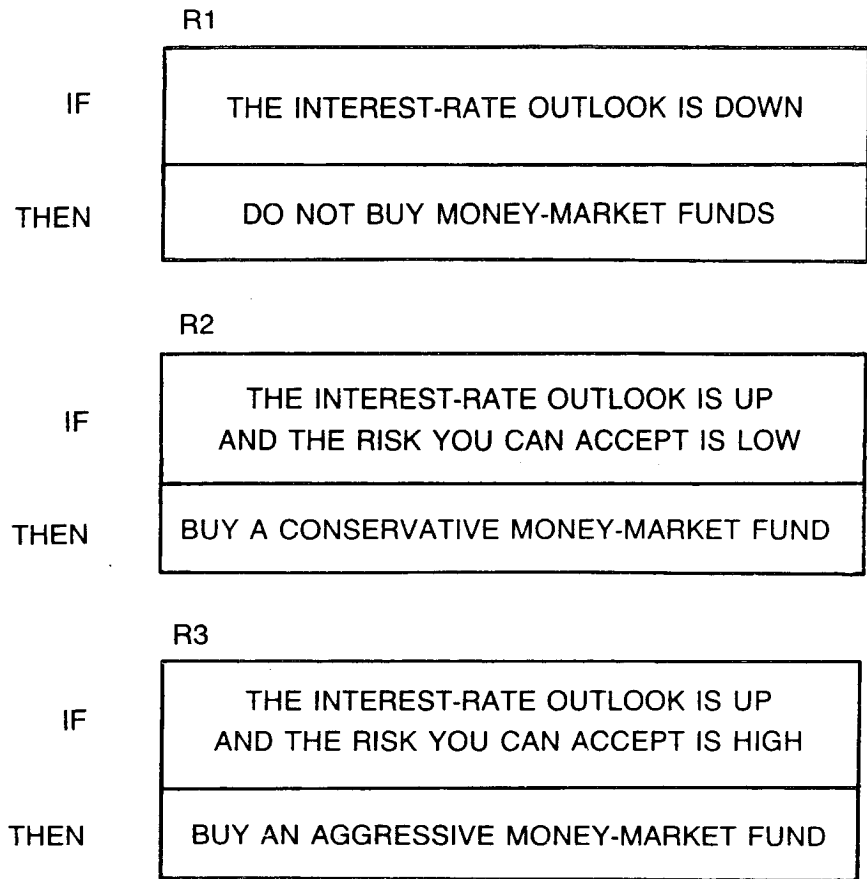 R1
IF
THE INTEREST-RATE OUTLOOK IS DOWN
THEN
DO NOT BUY MONEY-MARKET FUNDS
R2
IF
THE INTEREST-RATE OUTLOOK IS UP
AND THE RISK YOU CAN ACCEPT IS LOW
THEN
BUY A CONSERVATIVE MONEY-MARKET FUND
R3
IF
THE INTEREST-RATE OUTLOOK IS UP
AND THE RISK YOU CAN ACCEPT IS HIGH
THEN
BUY AN AGGRESSIVE MONEY-MARKET FUND